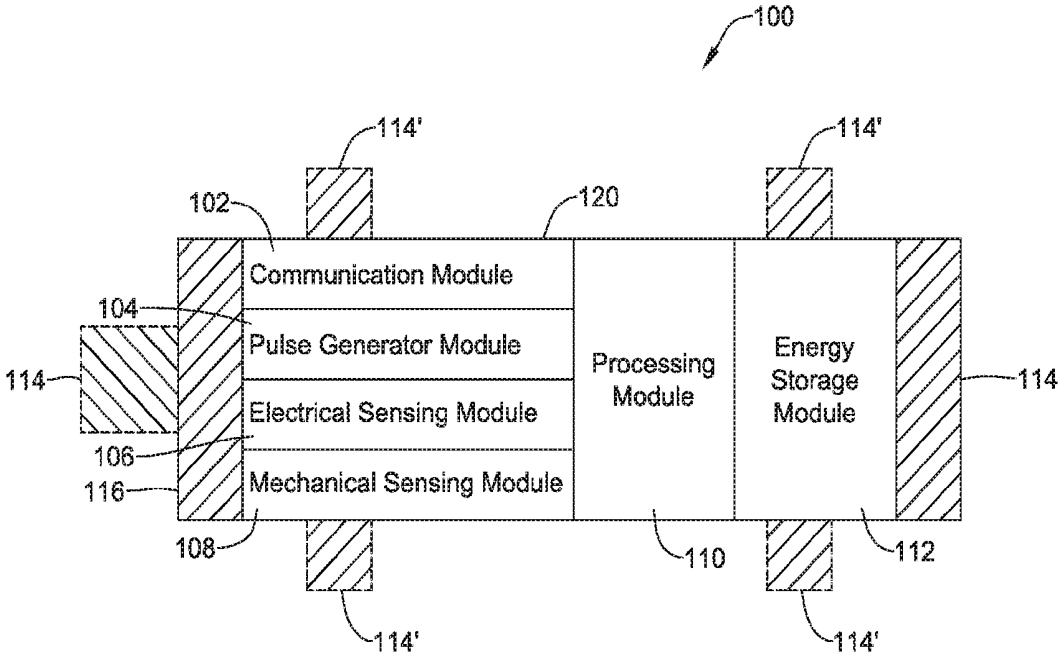 100
114'
114'
102
120
Communication Module
104
Pulse Generator Module
Processing
Module
Energy
Storage
Module
114
114
Electrical Sensing Module
106
116
Mechanical Sensing Module
108
110
112
114'
114'